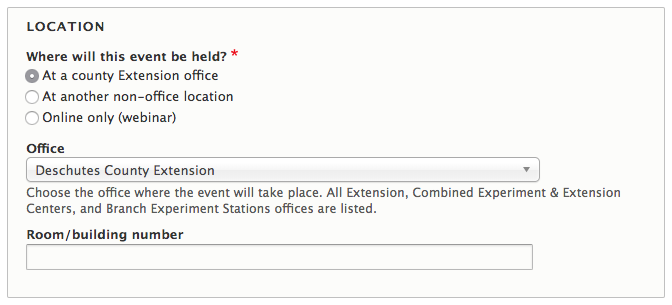 LOCATION
Where will this event be held? *
At a county Extension office
At another non-office location
Online only (webinar)
Office
Deschutes County Extension
Choose the office where the event will take place. All Extension, Combined Experiment & Extension
Centers, and Branch Experiment Stations offices are listed.
Room/building number